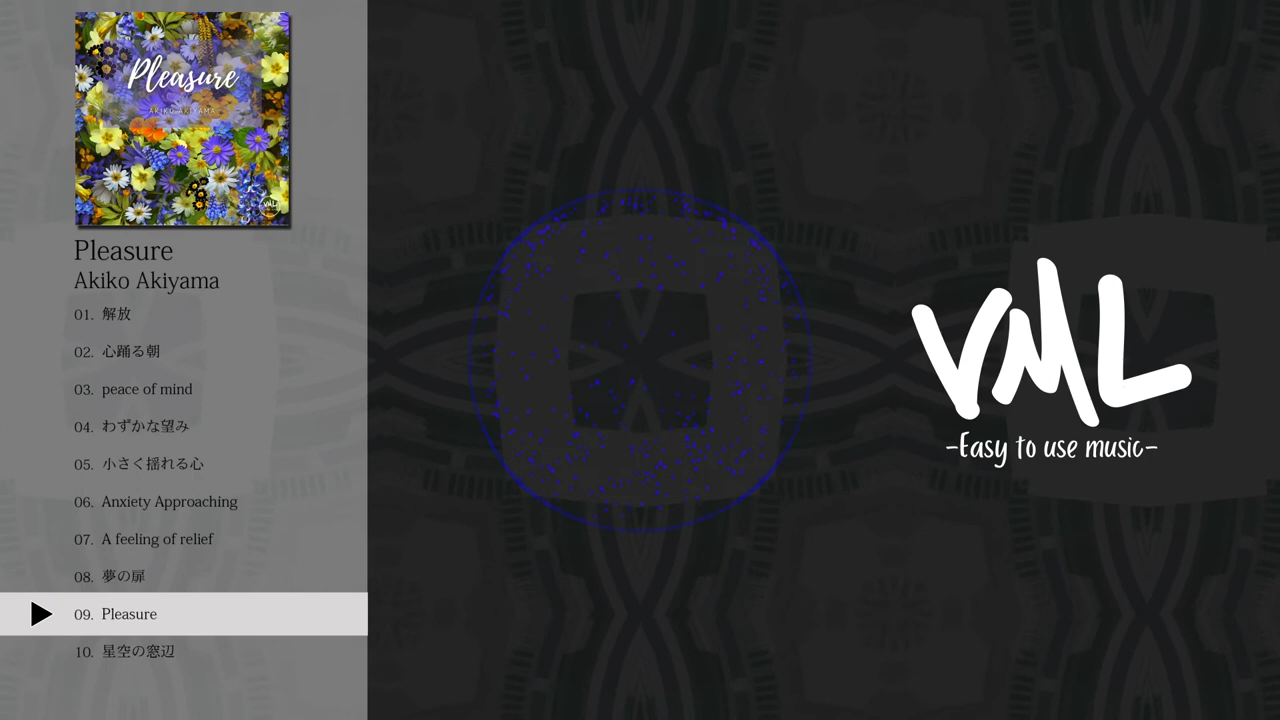 Pleasure
AKIKO AKIYAMA
Pleasure
Akiko Akiyama
01. 解放
02. 心踊る朝
03. peace of mind
04. わずかな望み
05. 小さく揺れる心
06. Anxiety Approaching
07. A feeling of relief
08. 夢の扉
09. Pleasure
10. 星空の窓辺
VML
-Easy to use music-